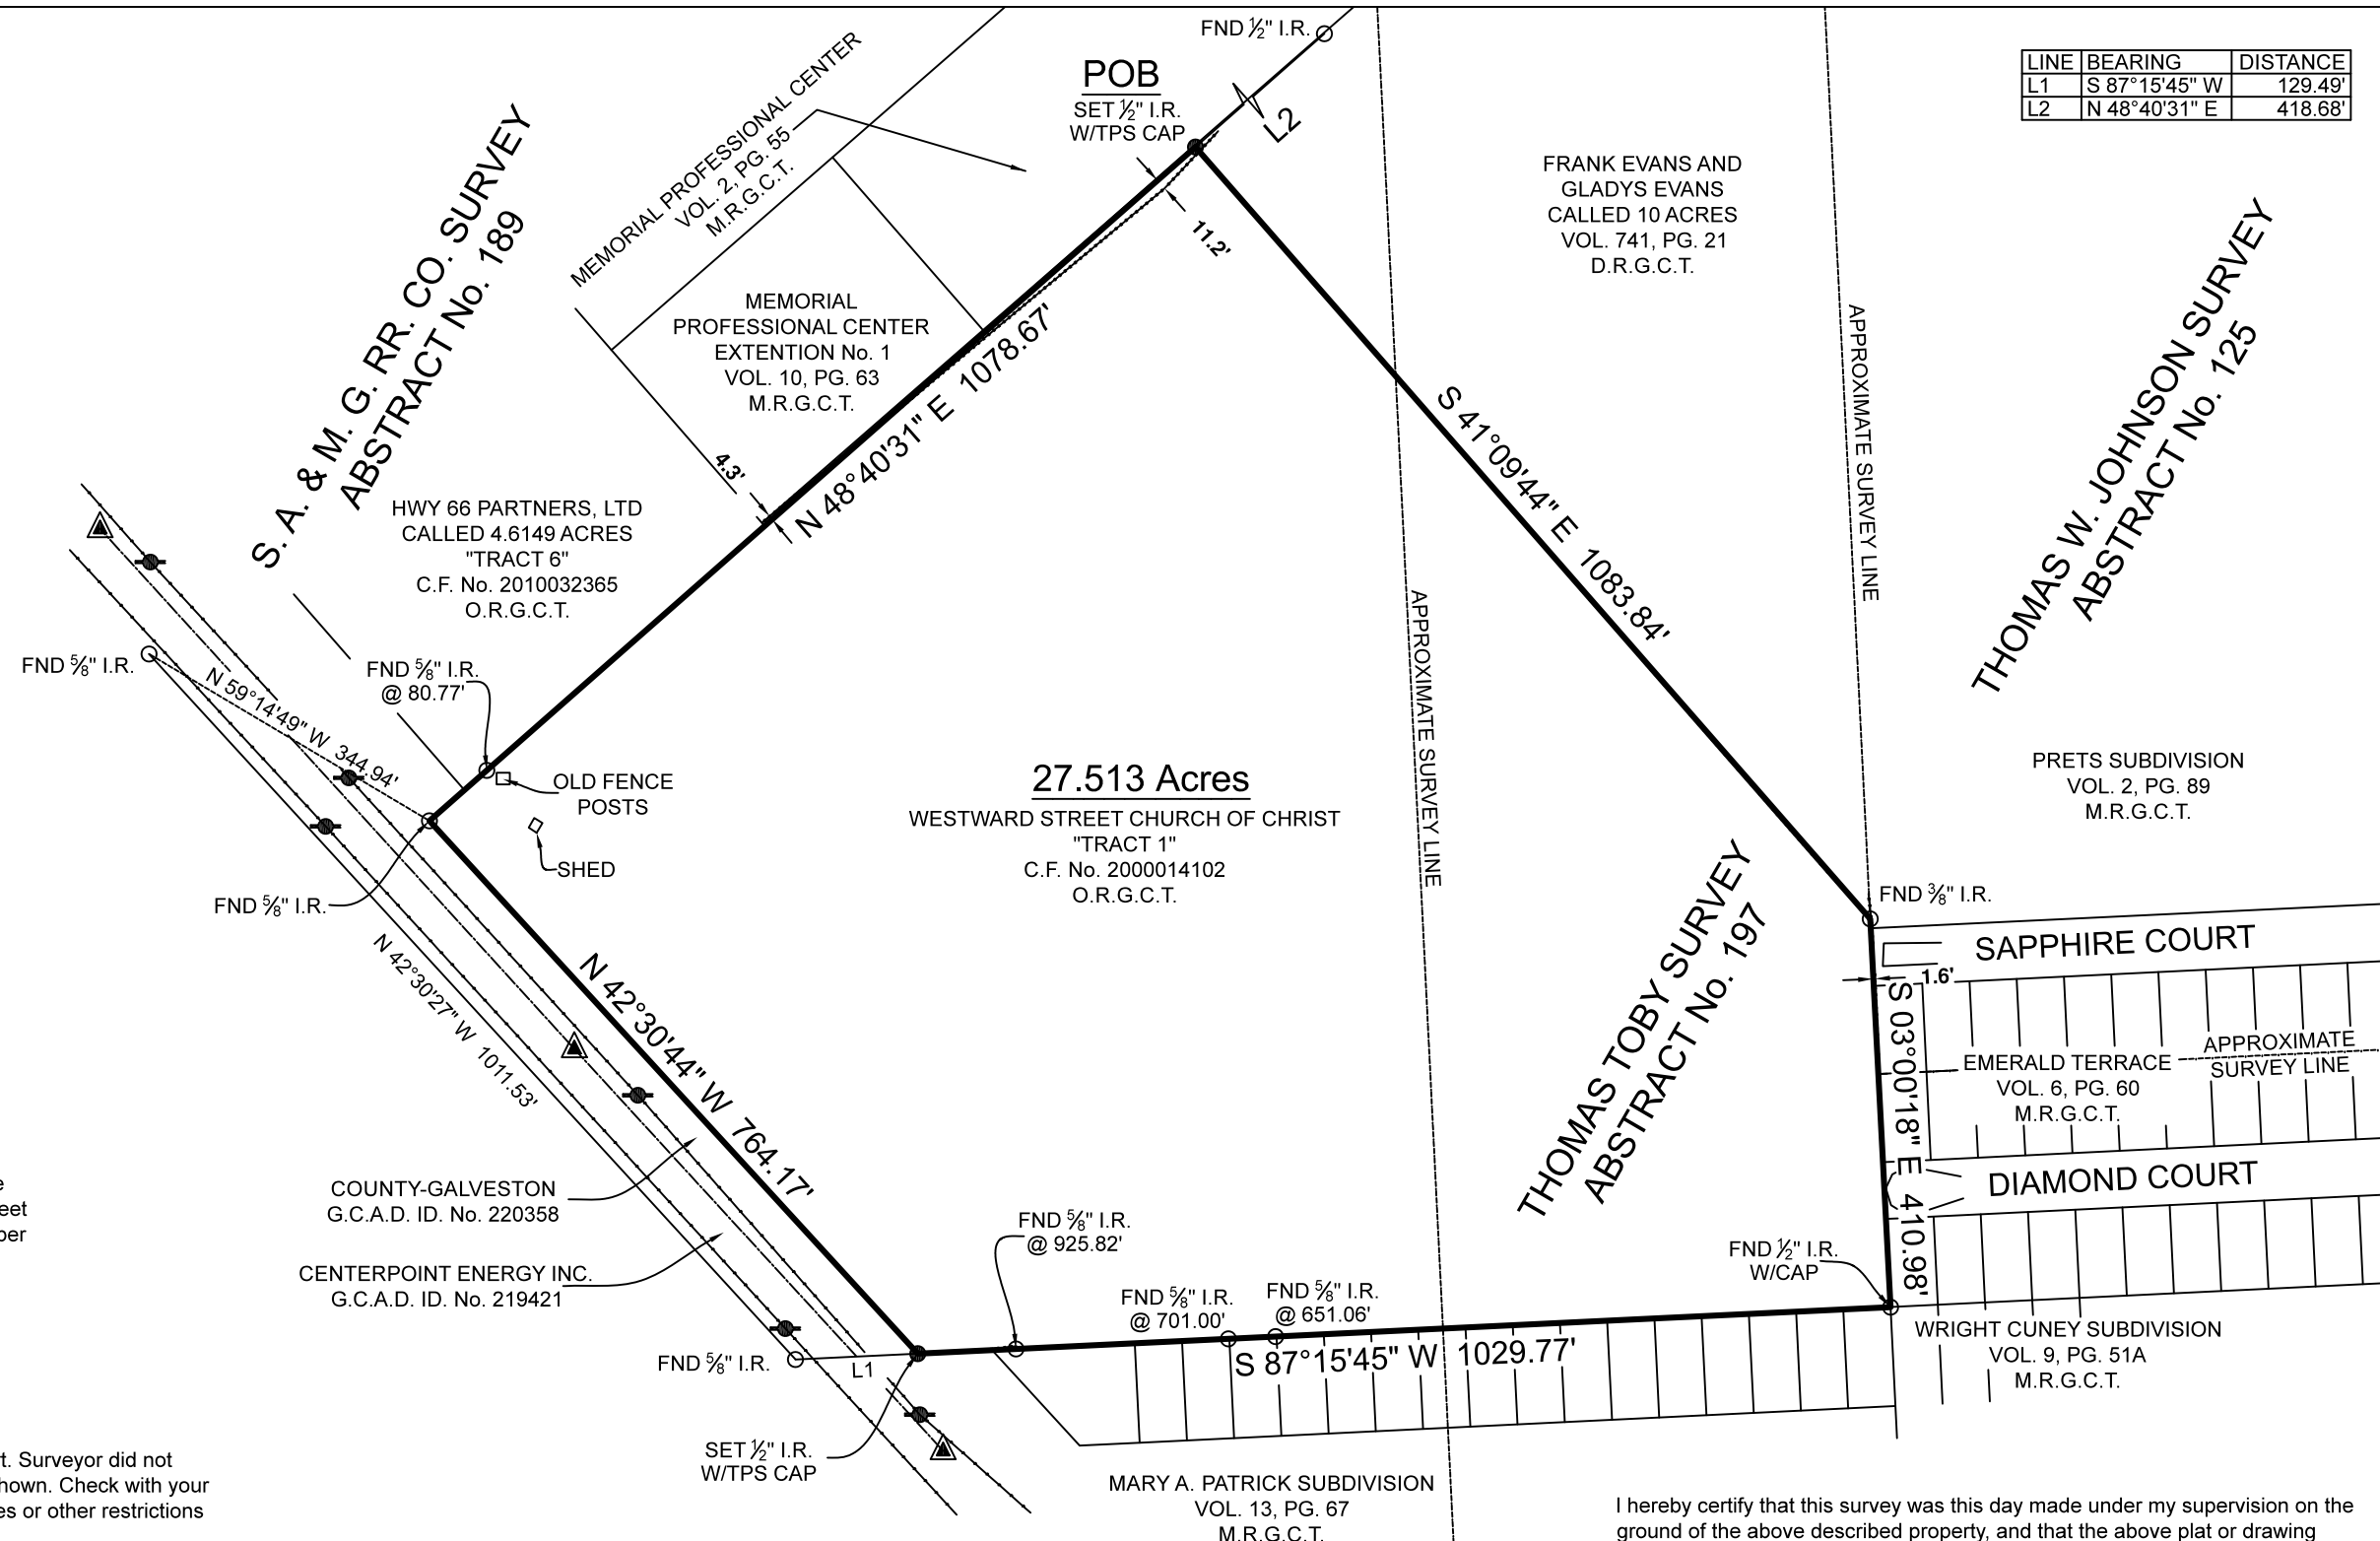 FND 1/2" I.R.
POB
SET 1/2" I.R.
W/TPS CAP
L2
LINE BEARING DISTANCE
L1 S 87°15'45" W 129.49'
L2 N 48°40'31" E 418.68'
MEMORIAL PROFESSIONAL CENTER
VOL. 2, PG. 55
M.R.G.C.T.
S. A. & M. G. RR. CO. SURVEY
ABSTRACT No. 189
11.2'
FRANK EVANS AND
GLADYS EVANS
CALLED 10 ACRES
VOL. 741, PG. 21
D.R.G.C.T.
THOMAS W. JOHNSON SURVEY
ABSTRACT No. 125
MEMORIAL
PROFESSIONAL CENTER
EXTENTION No. 1
VOL. 10, PG. 63
M.R.G.C.T.
N 48°40'31" E 1078.67'
4.3'
S 41°09'44" E 1083.84'
APPROXIMATE SURVEY LINE
APPROXIMATE SURVEY LINE
HWY 66 PARTNERS, LTD
CALLED 4.6149 ACRES
"TRACT 6"
C.F. No. 2010032365
O.R.G.C.T.
FND 5/8" I.R.
FND 5/8" I.R.
@ 80.77'
N 59°14'49" W 344.94'
OLD FENCE
POSTS
SHED
FND 5/8" I.R.
27.513 Acres
WESTWARD STREET CHURCH OF CHRIST
"TRACT 1"
C.F. No. 2000014102
O.R.G.C.T.
PRETS SUBDIVISION
VOL. 2, PG. 89
M.R.G.C.T.
FND 3/8" I.R.
SAPPHIRE COURT
1.6'
THOMAS TOBY SURVEY
ABSTRACT No. 197
S 03°00'18" E 410.98'
EMERALD TERRACE
VOL. 6, PG. 60
M.R.G.C.T.
APPROXIMATE
SURVEY LINE
DIAMOND COURT
N 42°30'27" W 1011.53'
N 42°30'44" W 764.17'
COUNTY-GALVESTON
G.C.A.D. ID. No. 220358
CENTERPOINT ENERGY INC.
G.C.A.D. ID. No. 219421
FND 5/8" I.R.
@ 925.82'
FND 5/8" I.R.
@ 701.00'
FND 5/8" I.R.
@ 651.06'
FND 1/2" I.R.
W/CAP
S 87°15'45" W 1029.77'
WRIGHT CUNEY SUBDIVISION
VOL. 9, PG. 51A
M.R.G.C.T.
FND 5/8" I.R.
L1
SET 1/2" I.R.
W/TPS CAP
MARY A. PATRICK SUBDIVISION
VOL. 13, PG. 67
M.R.G.C.T.
Surveyor did not
Check with your
or other restrictions
I hereby certify that this survey was this day made under my supervision on the
ground of the above described property, and that the above plat or drawing